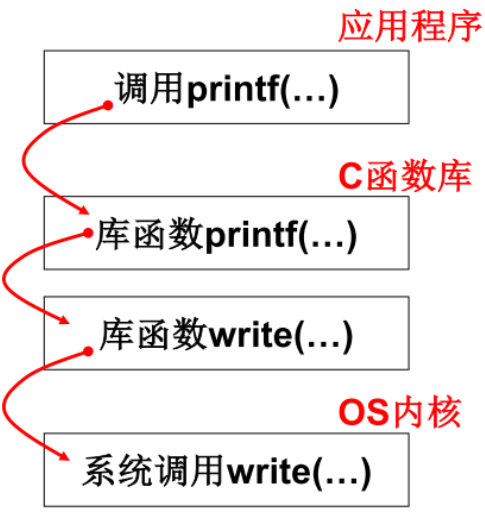 应用程序
调用printf(…)
C函数库
库函数printf(…)
库函数write(…)
OS内核
系统调用write(…)